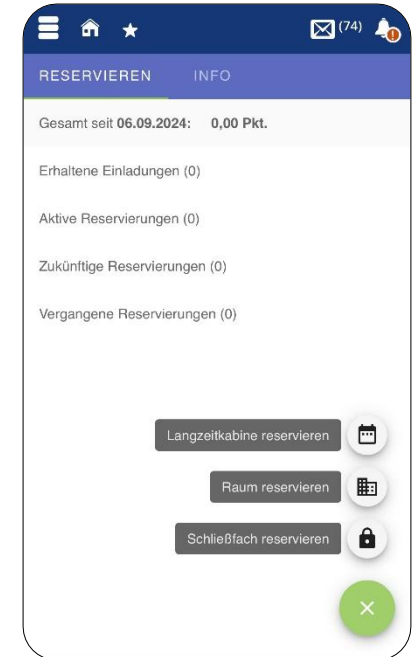 (74)
RESERVIEREN INFO
Gesamt seit 06.09.2024: 0,00 Pkt.
Erhaltene Einladungen (0)
Aktive Reservierungen (0)
Zukünftige Reservierungen (0)
Vergangene Reservierungen (0)
Langzeitkabine reservieren
Raum reservieren
Schließfach reservieren